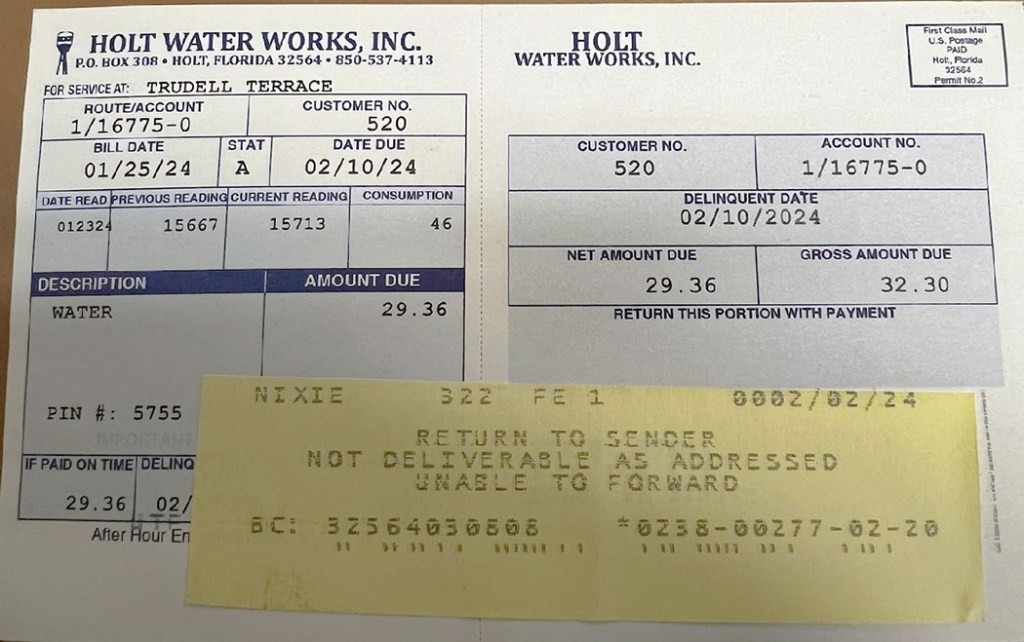 HOLT WATER WORKS, INC.
P.O. BOX 308 • HOLT, FLORIDA 32564 • 850-537-4113
FOR SERVICE AT: TRUDELL TERRACE
ROUTE/ACCOUNT CUSTOMER NO.
1/16775-0 520
BILL DATE STAT DATE DUE
01/25/24 A 02/10/24
DATE READ PREVIOUS READING CURRENT READING CONSUMPTION
012324 15667 15713 46
DESCRIPTION AMOUNT DUE
WATER 29.36
PIN #: 5755
IF PAID ON TIME DELINQ
29.36 02/
After Hour En
HOLT
WATER WORKS, INC.
First Class Mail
U.S. Postage
PAID
Holt, Florida
32564
Permit No.2
CUSTOMER NO. ACCOUNT NO.
520 1/16775-0
DELINQUENT DATE
02/10/2024
NET AMOUNT DUE GROSS AMOUNT DUE
29.36 32.30
RETURN THIS PORTION WITH PAYMENT
NIXIE 322 FE 1 0002/02/24
RETURN TO SENDER
NOT DELIVERABLE AS ADDRESSED
UNABLE TO FORWARD
BC: 32564030808 *0238-00277-02-20